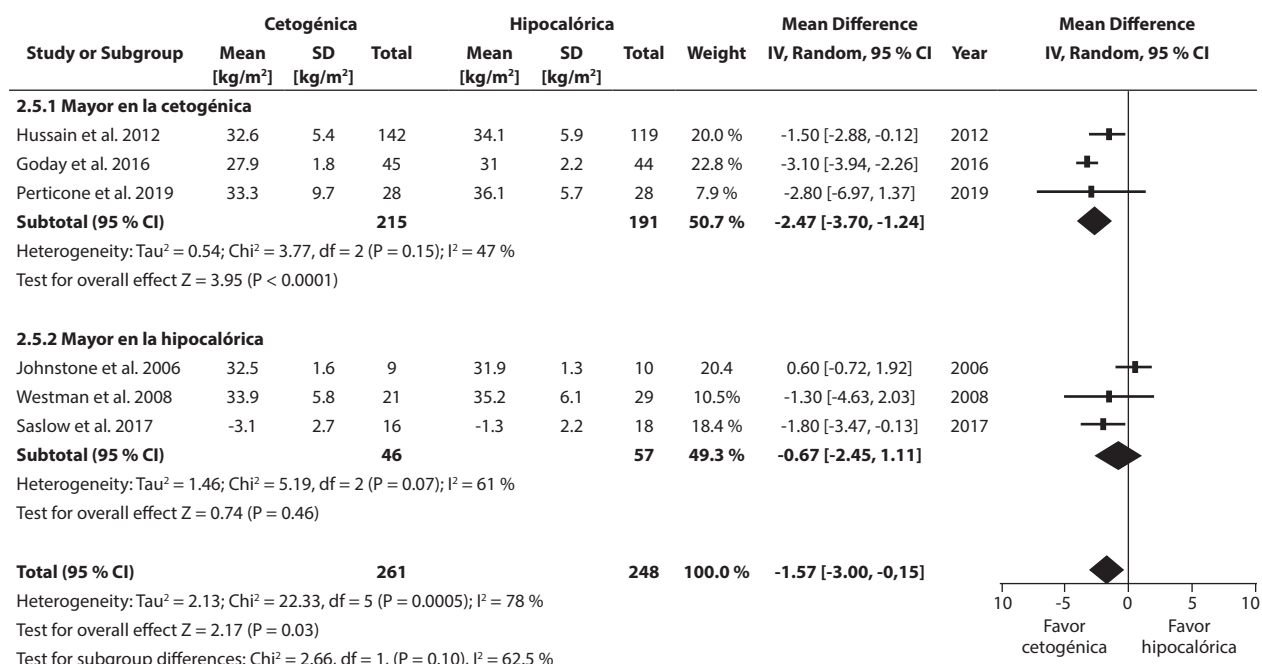 Cetogénica Hipocalórica Mean Difference Mean Difference
Study or Subgroup Mean SD Total Mean SD Total Weight IV, Random, 95 % CI Year IV, Random, 95 % CI
[kg/m²] [kg/m²] [kg/m²] [kg/m²]
2.5.1 Mayor en la cetogénica
Hussain et al. 2012 32.6 5.4 142 34.1 5.9 119 20.0 % -1.50 [-2.88, -0.12] 2012
Goday et al. 2016 27.9 1.8 45 31 2.2 44 22.8 % -3.10 [-3.94, -2.26] 2016
Perticone et al. 2019 33.3 9.7 28 36.1 5.7 28 7.9 % -2.80 [-6.97, 1.37] 2019
Subtotal (95 % CI) 215 191 50.7 % -2.47 [-3.70, -1.24]
Heterogeneity: Tau² = 0.54; Chi² = 3.77, df = 2 (P = 0.15); I² = 47 %
Test for overall effect Z = 3.95 (P < 0.0001)
2.5.2 Mayor en la hipocalórica
Johnstone et al. 2006 32.5 1.6 9 31.9 1.3 10 20.4 0.60 [-0.72, 1.92] 2006
Westman et al. 2008 33.9 5.8 21 35.2 6.1 29 10.5% -1.30 [-4.63, 2.03] 2008
Saslow et al. 2017 -3.1 2.7 16 -1.3 2.2 18 18.4 % -1.80 [-3.47, -0.13] 2017
Subtotal (95 % CI) 46 57 49.3 % -0.67 [-2.45, 1.11]
Heterogeneity: Tau² = 1.46; Chi² = 5.19, df = 2 (P = 0.07); I² = 61 %
Test for overall effect Z = 0.74 (P = 0.46)
Total (95 % CI) 261 248 100.0 % -1.57 [-3.00, -0,15]
Heterogeneity: Tau² = 2.13; Chi² = 22.33, df = 5 (P = 0.0005); I² = 78 %
Test for overall effect Z = 2.17 (P = 0.03)
Test for subgroup differences: Chi² = 2.66, df = 1, (P = 0.10), I² = 62.5 %
10 -5 0 5 10
Favor Favor
cetogénica hipocalórica